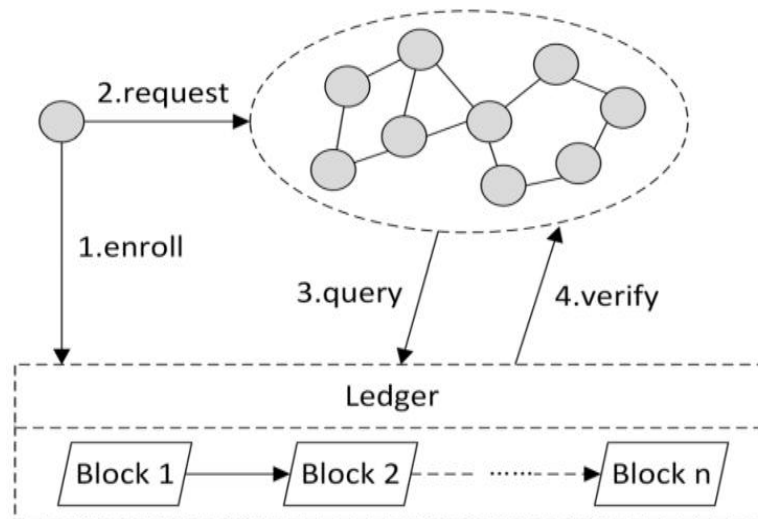 2.request
1.enroll
3.query
4.verify
Ledger
Block 1
Block 2
......
Block n